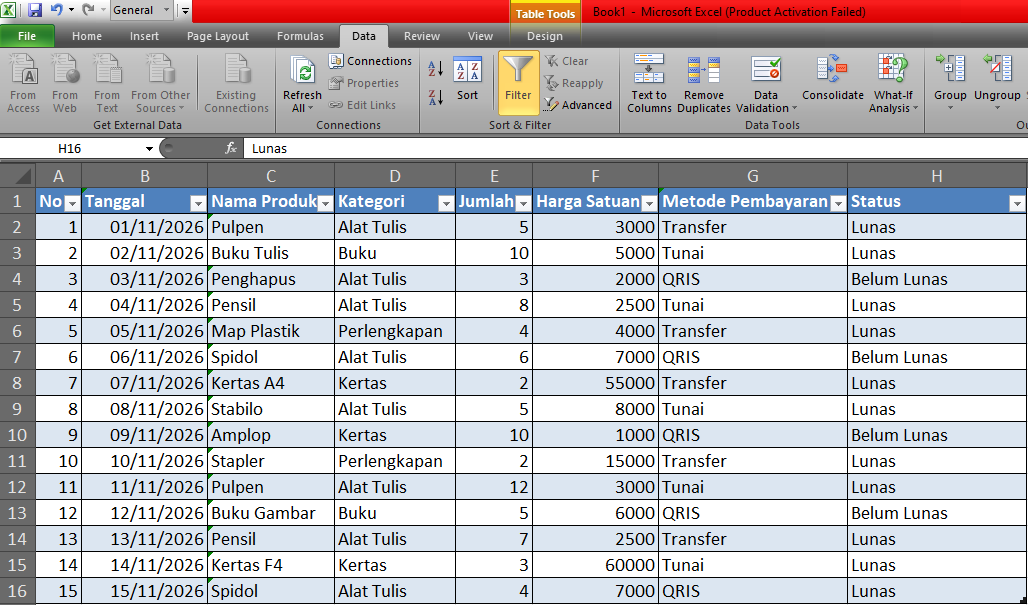 General
Table Tools
Book1 - Microsoft Excel (Product Activation Failed)
File Home Insert Page Layout Formulas Data Review View Design
From Access From Web From Text From Other Sources Existing Connections
Get External Data
Refresh All Connections Properties Edit Links
Connections
Sort Filter Clear Reapply Advanced
Sort & Filter
Text to Columns Remove Duplicates Data Validation Consolidate What-If Analysis
Data Tools
Group Ungroup
H16 fx Lunas
A B C D E F G H
1 No Tanggal Nama Produk Kategori Jumlah Harga Satuan Metode Pembayaran Status
2 1 01/11/2026 Pulpen Alat Tulis 5 3000 Transfer Lunas
3 2 02/11/2026 Buku Tulis Buku 10 5000 Tunai Lunas
4 3 03/11/2026 Penghapus Alat Tulis 3 2000 QRIS Belum Lunas
5 4 04/11/2026 Pensil Alat Tulis 8 2500 Tunai Lunas
6 5 05/11/2026 Map Plastik Perlengkapan 4 4000 Transfer Lunas
7 6 06/11/2026 Spidol Alat Tulis 6 7000 QRIS Belum Lunas
8 7 07/11/2026 Kertas A4 Kertas 2 55000 Transfer Lunas
9 8 08/11/2026 Stabilo Alat Tulis 5 8000 Tunai Lunas
10 9 09/11/2026 Amplop Kertas 10 1000 QRIS Belum Lunas
11 10 10/11/2026 Stapler Perlengkapan 2 15000 Transfer Lunas
12 11 11/11/2026 Pulpen Alat Tulis 12 3000 Tunai Lunas
13 12 12/11/2026 Buku Gambar Buku 5 6000 QRIS Belum Lunas
14 13 13/11/2026 Pensil Alat Tulis 7 2500 Transfer Lunas
15 14 14/11/2026 Kertas F4 Kertas 3 60000 Tunai Lunas
16 15 15/11/2026 Spidol Alat Tulis 4 7000 QRIS Lunas